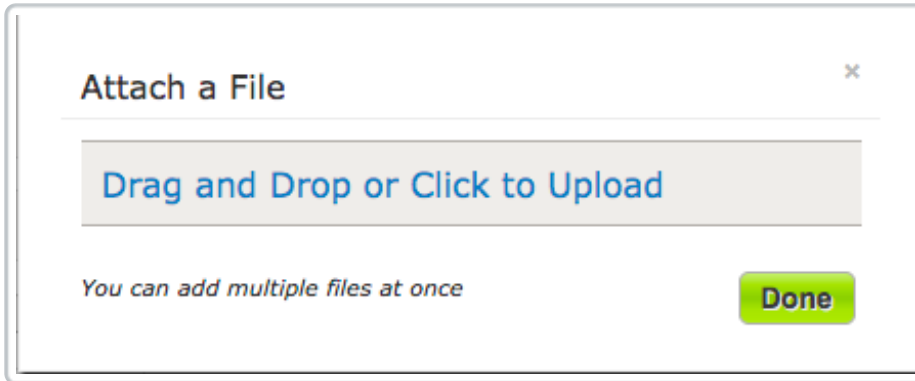 Attach a File
×
Drag and Drop or Click to Upload
You can add multiple files at once
Done